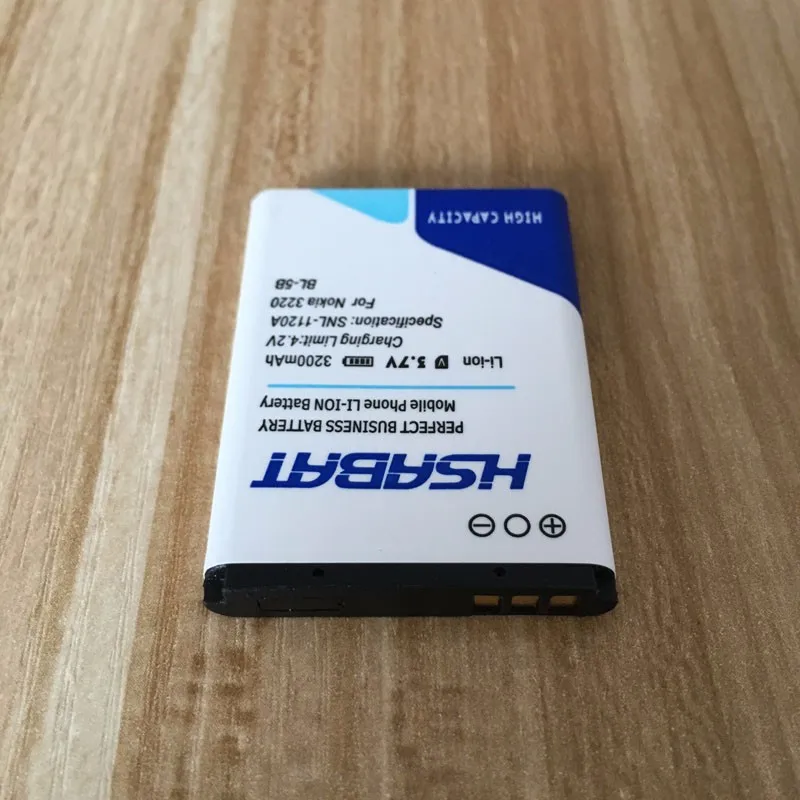 ⊕ ○ ⊖
HSABAT
PERFECT BUSINESS BATTERY
Mobile Phone LI-ION Battery
Li-ion V 3.7V 3200mAh
Charging Limit:4.2V
Specification: SNL-1120A
For Nokia 3220
BL-5B
HIGH CAPACITY